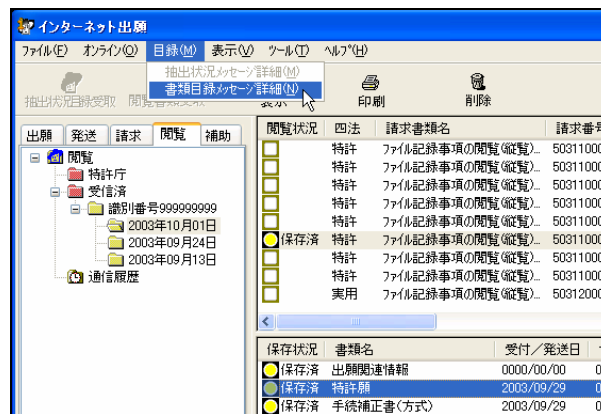 インターネット出願
ファイル(F) オンライン(O) 目録(M) 表示(V) ツール(T) ヘルプ(H)
抽出状況メッセージ詳細(M)
書類目録メッセージ詳細(N)
抽出状況目録受取 表示 印刷 削除
出願 発送 請求 閲覧 補助
閲覧
特許庁
受信済
識別番号999999999
2003年10月01日
2003年09月24日
2003年09月13日
通信履歴
閲覧状況 四法 請求書類名 請求番号
特許 ファイル記録事項の閲覧(縦覧)... 50311000
特許 ファイル記録事項の閲覧(縦覧)... 50311000
特許 ファイル記録事項の閲覧(縦覧)... 50311000
特許 ファイル記録事項の閲覧(縦覧)... 50311000
特許 ファイル記録事項の閲覧(縦覧)... 50311000
保存済 特許 ファイル記録事項の閲覧(縦覧)... 50311000
特許 ファイル記録事項の閲覧(縦覧)... 50311000
特許 ファイル記録事項の閲覧(縦覧)... 50311000
実用 ファイル記録事項の閲覧(縦覧)... 50312000
保存状況 書類名 受付/発送日
保存済 出願関連情報 0000/00/00 0
保存済 特許願 2003/09/29 0
保存済 手続補正書(方式) 2003/09/29 0